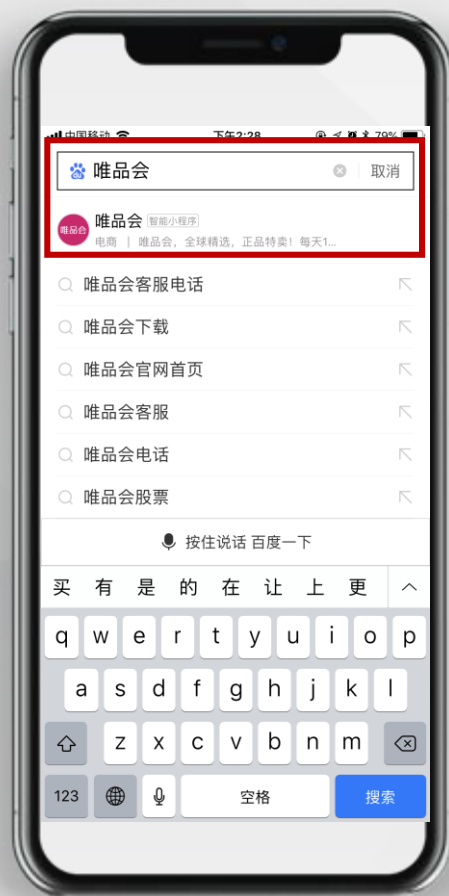 中国移动 下午2:28 79%
唯品会 取消
唯品会 唯品会 智能小程序
电商 | 唯品会,全球精选,正品特卖!每天1...
唯品会客服电话
唯品会下载
唯品会官网首页
唯品会客服
唯品会电话
唯品会股票
按住说话 百度一下
买 有 是 的 在 让 上 更
q w e r t y u i o p
a s d f g h j k l
z x c v b n m
123 空格 搜索